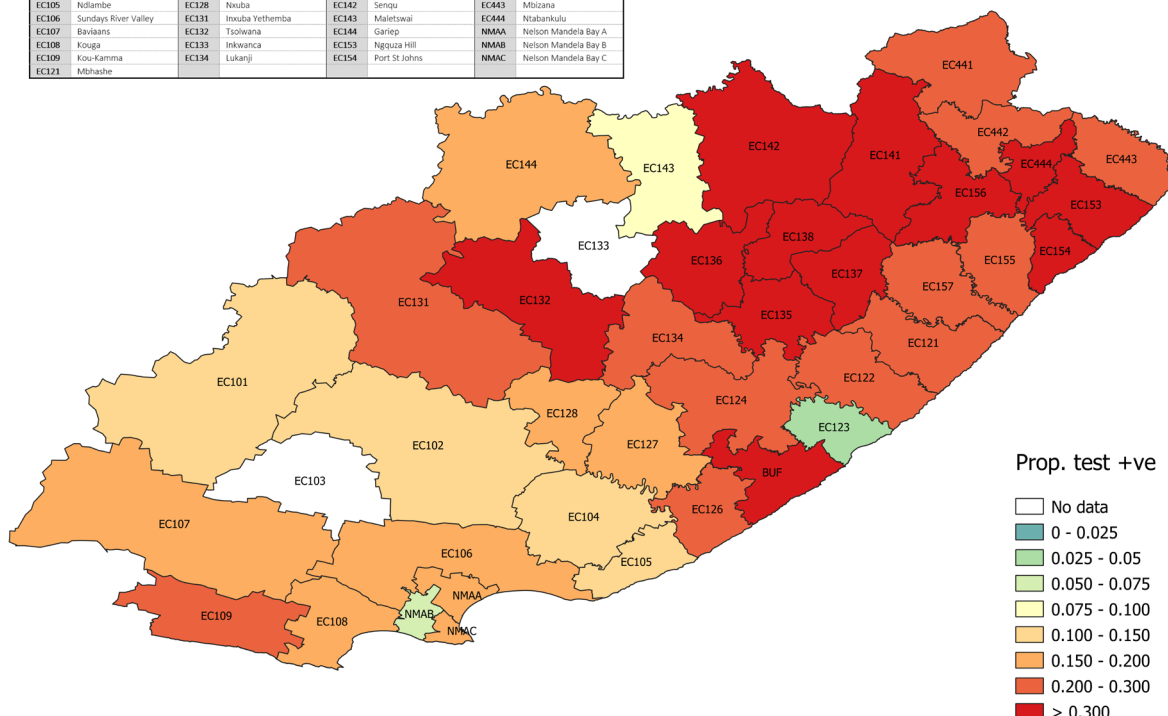 EC105 Ndlambe EC128 Nxuba EC142 Senqu EC443 Mbizana
EC106 Sundays River Valley EC131 Inxuba Yethemba EC143 Maletswai EC444 Ntabankulu
EC107 Baviaans EC132 Tsolwana EC144 Gariep NMAA Nelson Mandela Bay A
EC108 Kouga EC133 Inkwanca EC153 Ngquza Hill NMAB Nelson Mandela Bay B
EC109 Kou-Kamma EC134 Lukanji EC154 Port St Johns NMAC Nelson Mandela Bay C
EC121 Mbhashe
EC441
EC442
EC142
EC141
EC444
EC443
EC144
EC143
EC156
EC153
EC133
EC136
EC138
EC137
EC154
EC155
EC157
EC131
EC132
EC135
EC134
EC121
EC101
EC122
EC124
EC128
EC123
EC102
EC127
BUF
EC103
EC107
EC104
EC126
EC106
EC105
EC109
EC108
NMAB
NMAA
NMAC
Prop. test +ve
No data
0 - 0.025
0.025 - 0.05
0.050 - 0.075
0.075 - 0.100
0.100 - 0.150
0.150 - 0.200
0.200 - 0.300
> 0.300